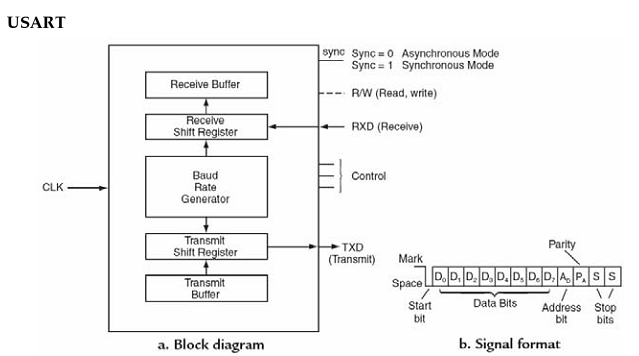 USART
sync Sync = 0 Asynchronous Mode
Sync = 1 Synchronous Mode
Receive Buffer
R/W (Read, write)
Receive
Shift Register
RXD (Receive)
Baud
Rate
Generator
Control
CLK
Transmit
Shift Register
TXD
(Transmit)
Transmit
Buffer
Mark
Space
Parity
D₀ D₁ D₂ D₃ D₄ D₅ D₆ D₇ A_D P_A S S
Start
bit
Data Bits
Address
bit
Stop
bits
a. Block diagram
b. Signal format